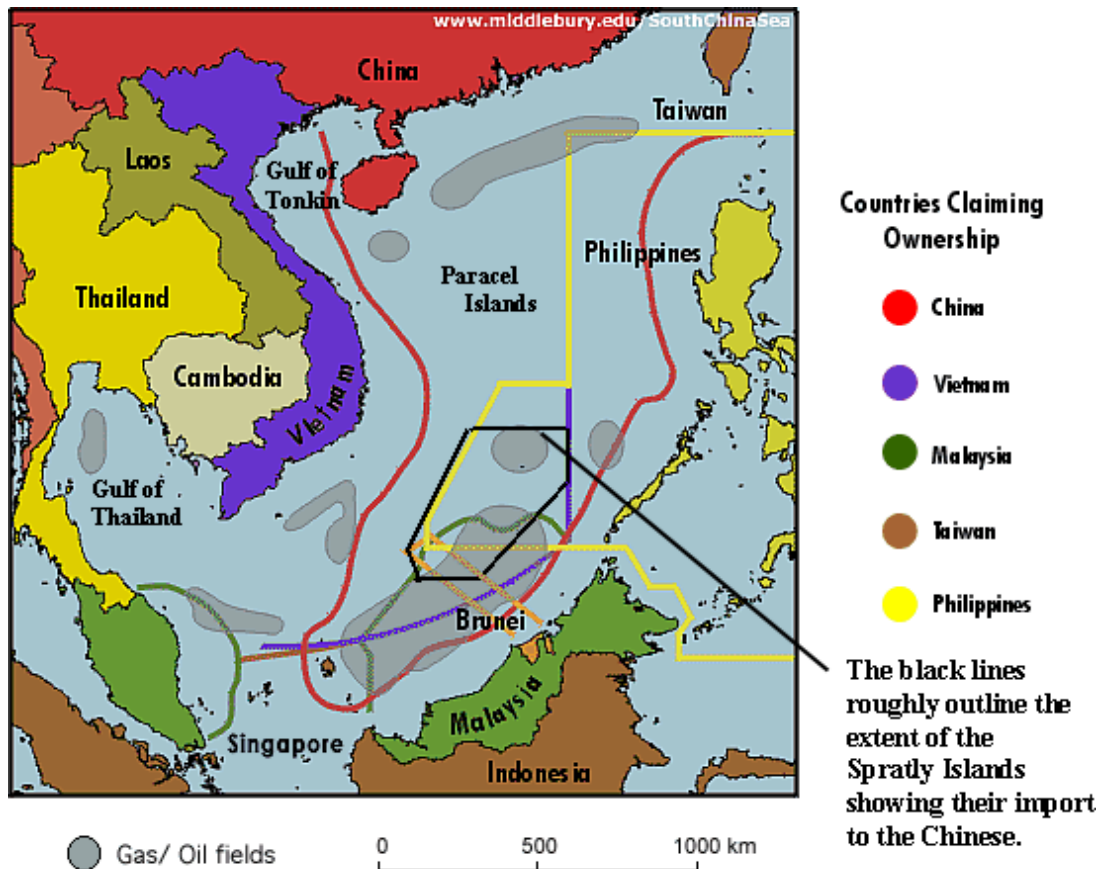 www.middlebury.edu/SouthChinaSea
China
Taiwan
Laos
Gulf of
Tonkin
Philippines
Paracel
Islands
Thailand
Cambodia
Vietnam
Gulf of
Thailand
Brunei
Malaysia
Singapore
Indonesia
Countries Claiming
Ownership
China
Vietnam
Malaysia
Taiwan
Philippines
The black lines
roughly outline the
extent of the
Spratly Islands
showing their import
to the Chinese.
Gas/ Oil fields
0 500 1000 km